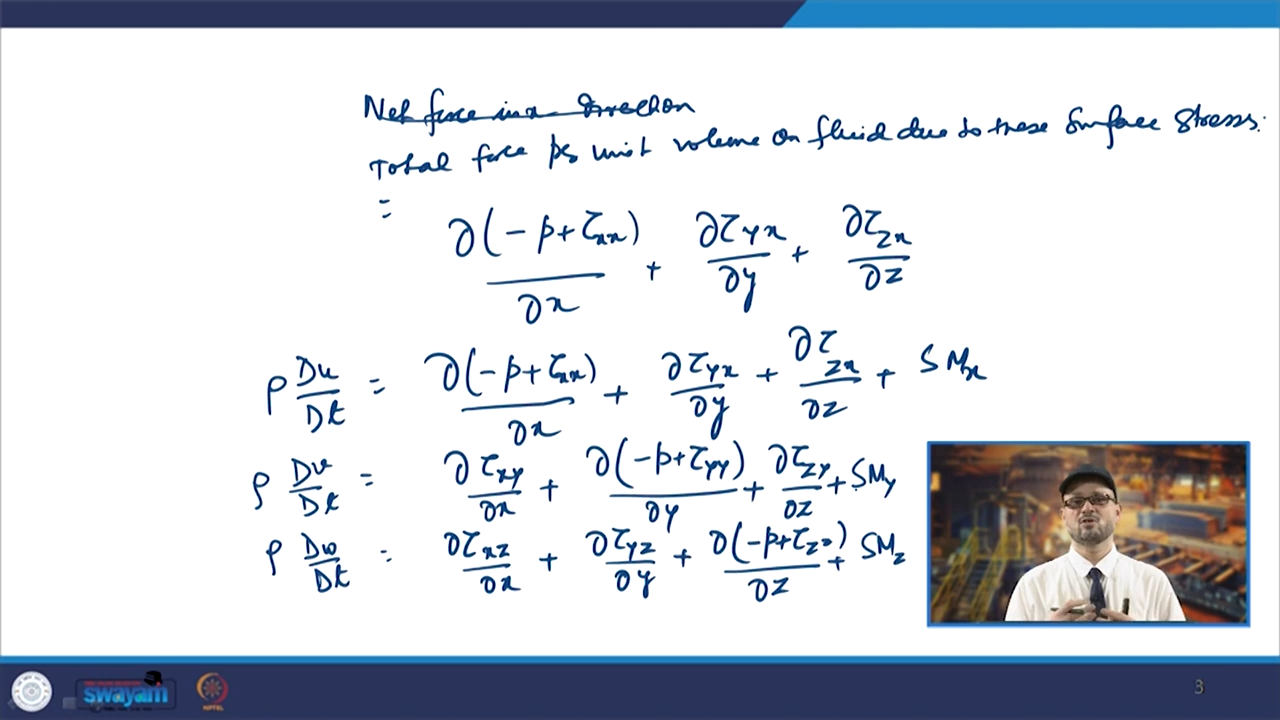 Net force in x- Direction
Total force per unit volume on fluid due to these Surface Stresses.
=
∂(-p+τxx)/∂x + ∂τyx/∂y + ∂τzx/∂z
ρ Du/Dt = ∂(-p+τxx)/∂x + ∂τyx/∂y + ∂τzx/∂z + SMx
ρ Dv/Dt = ∂τxy/∂x + ∂(-p+τyy)/∂y + ∂τzy/∂z + SMy
ρ Dw/Dt = ∂τxz/∂x + ∂τyz/∂y + ∂(-p+τzz)/∂z + SMz
swayam
NPTEL
3